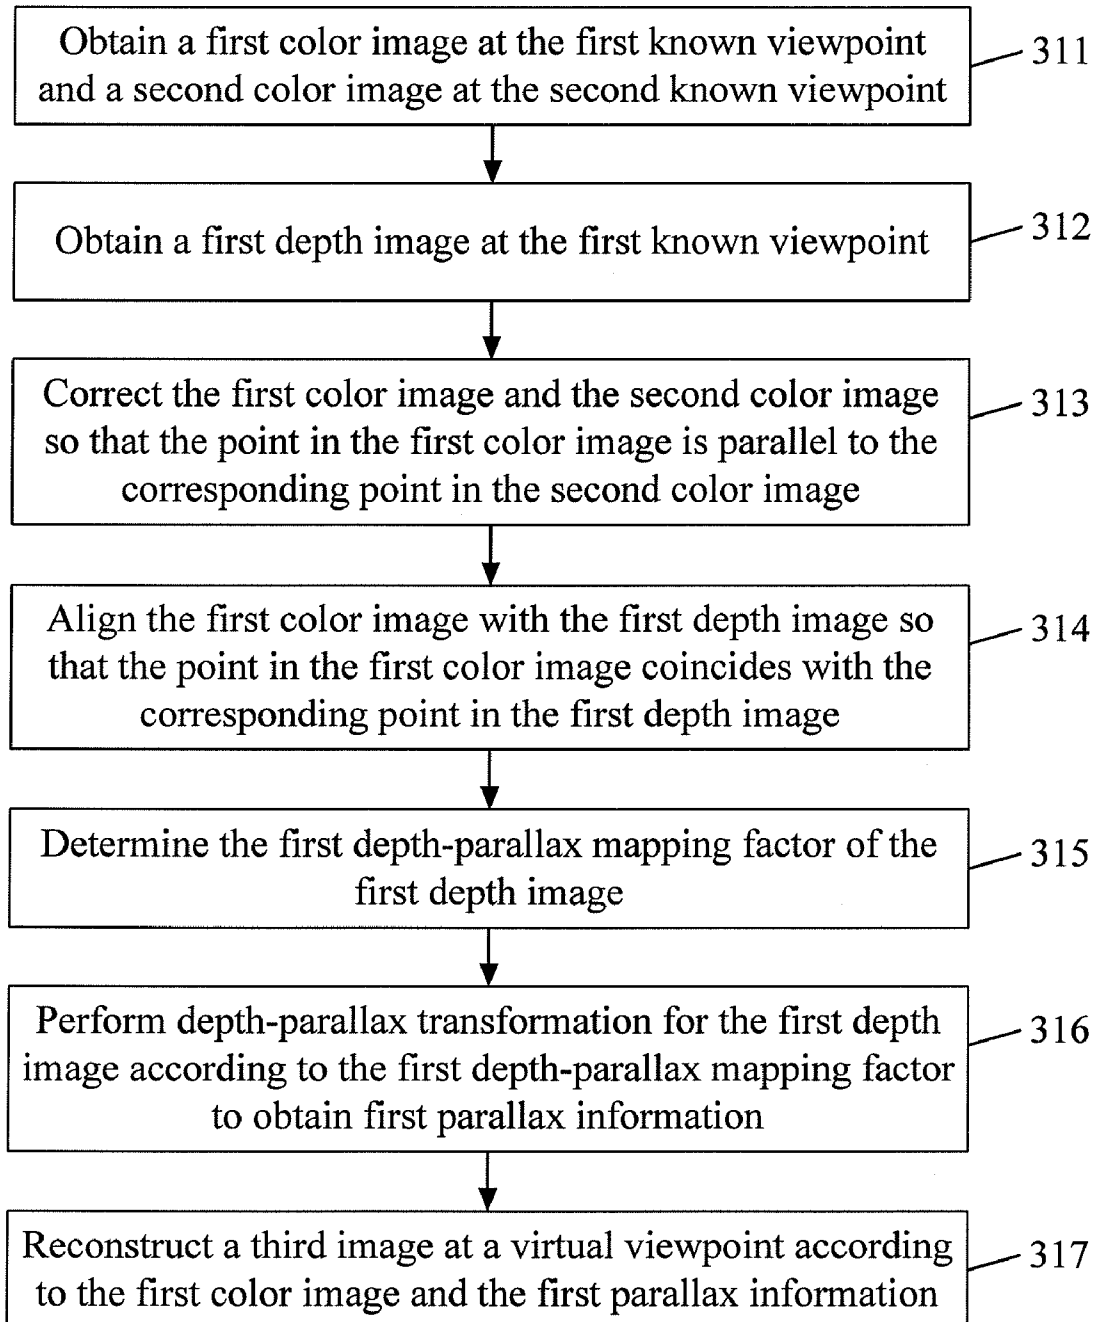 Obtain a first color image at the first known viewpoint
and a second color image at the second known viewpoint
311
Obtain a first depth image at the first known viewpoint
312
Correct the first color image and the second color image
so that the point in the first color image is parallel to the
corresponding point in the second color image
313
Align the first color image with the first depth image so
that the point in the first color image coincides with the
corresponding point in the first depth image
314
Determine the first depth-parallax mapping factor of the
first depth image
315
Perform depth-parallax transformation for the first depth
image according to the first depth-parallax mapping factor
to obtain first parallax information
316
Reconstruct a third image at a virtual viewpoint according
to the first color image and the first parallax information
317